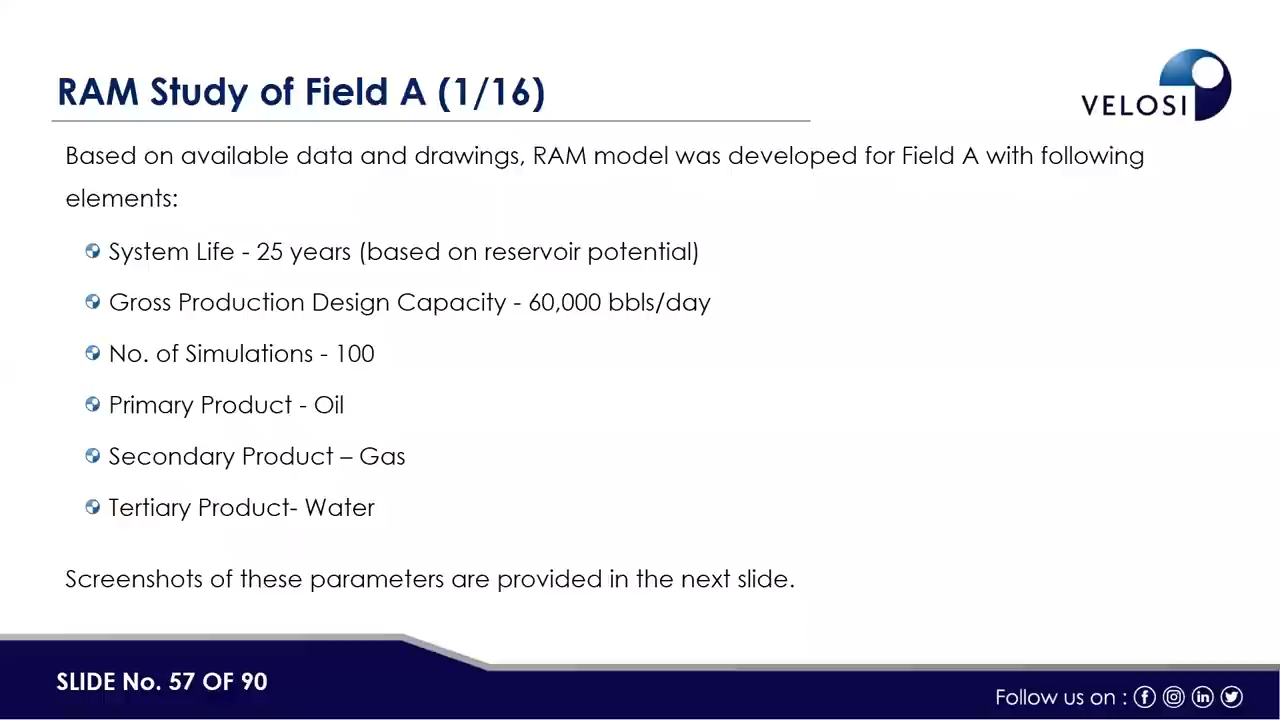 RAM Study of Field A (1/16)
VELOSI
Based on available data and drawings, RAM model was developed for Field A with following
elements:
System Life - 25 years (based on reservoir potential)
Gross Production Design Capacity - 60,000 bbls/day
No. of Simulations - 100
Primary Product - Oil
Secondary Product – Gas
Tertiary Product- Water
Screenshots of these parameters are provided in the next slide.
SLIDE No. 57 OF 90
Follow us on :